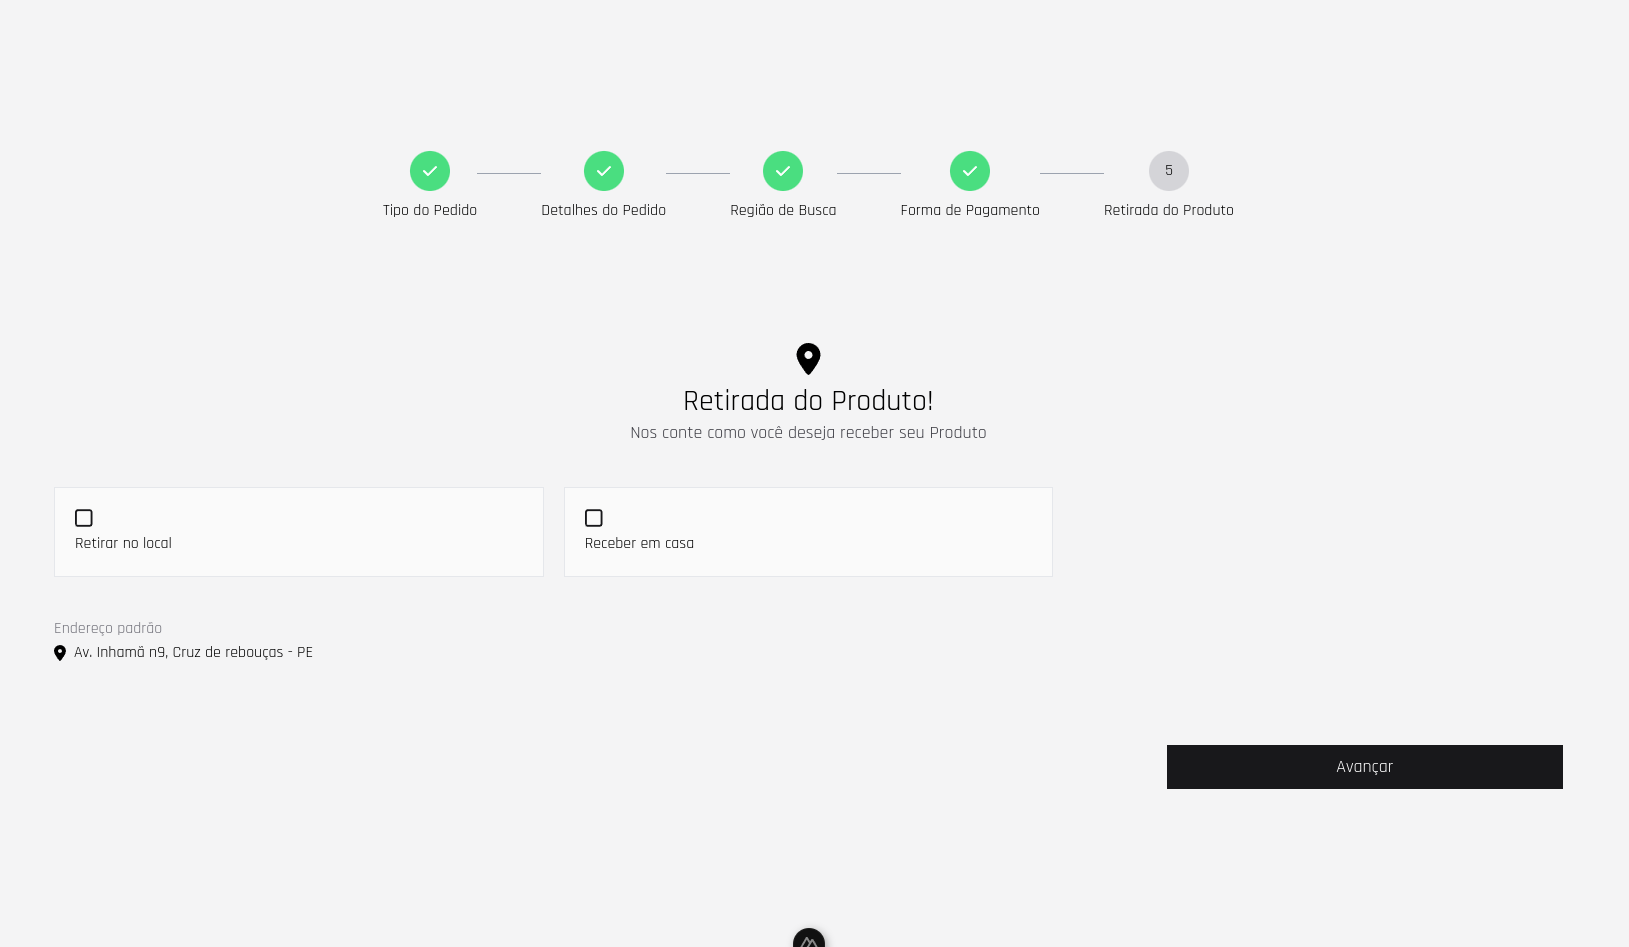 5
Tipo do Pedido
Detalhes do Pedido
Região de Busca
Forma de Pagamento
Retirada do Produto
Retirada do Produto!
Nos conte como você deseja receber seu Produto
Retirar no local
Receber em casa
Endereço padrão
Av. Inhamã n9, Cruz de rebouças - PE
Avançar